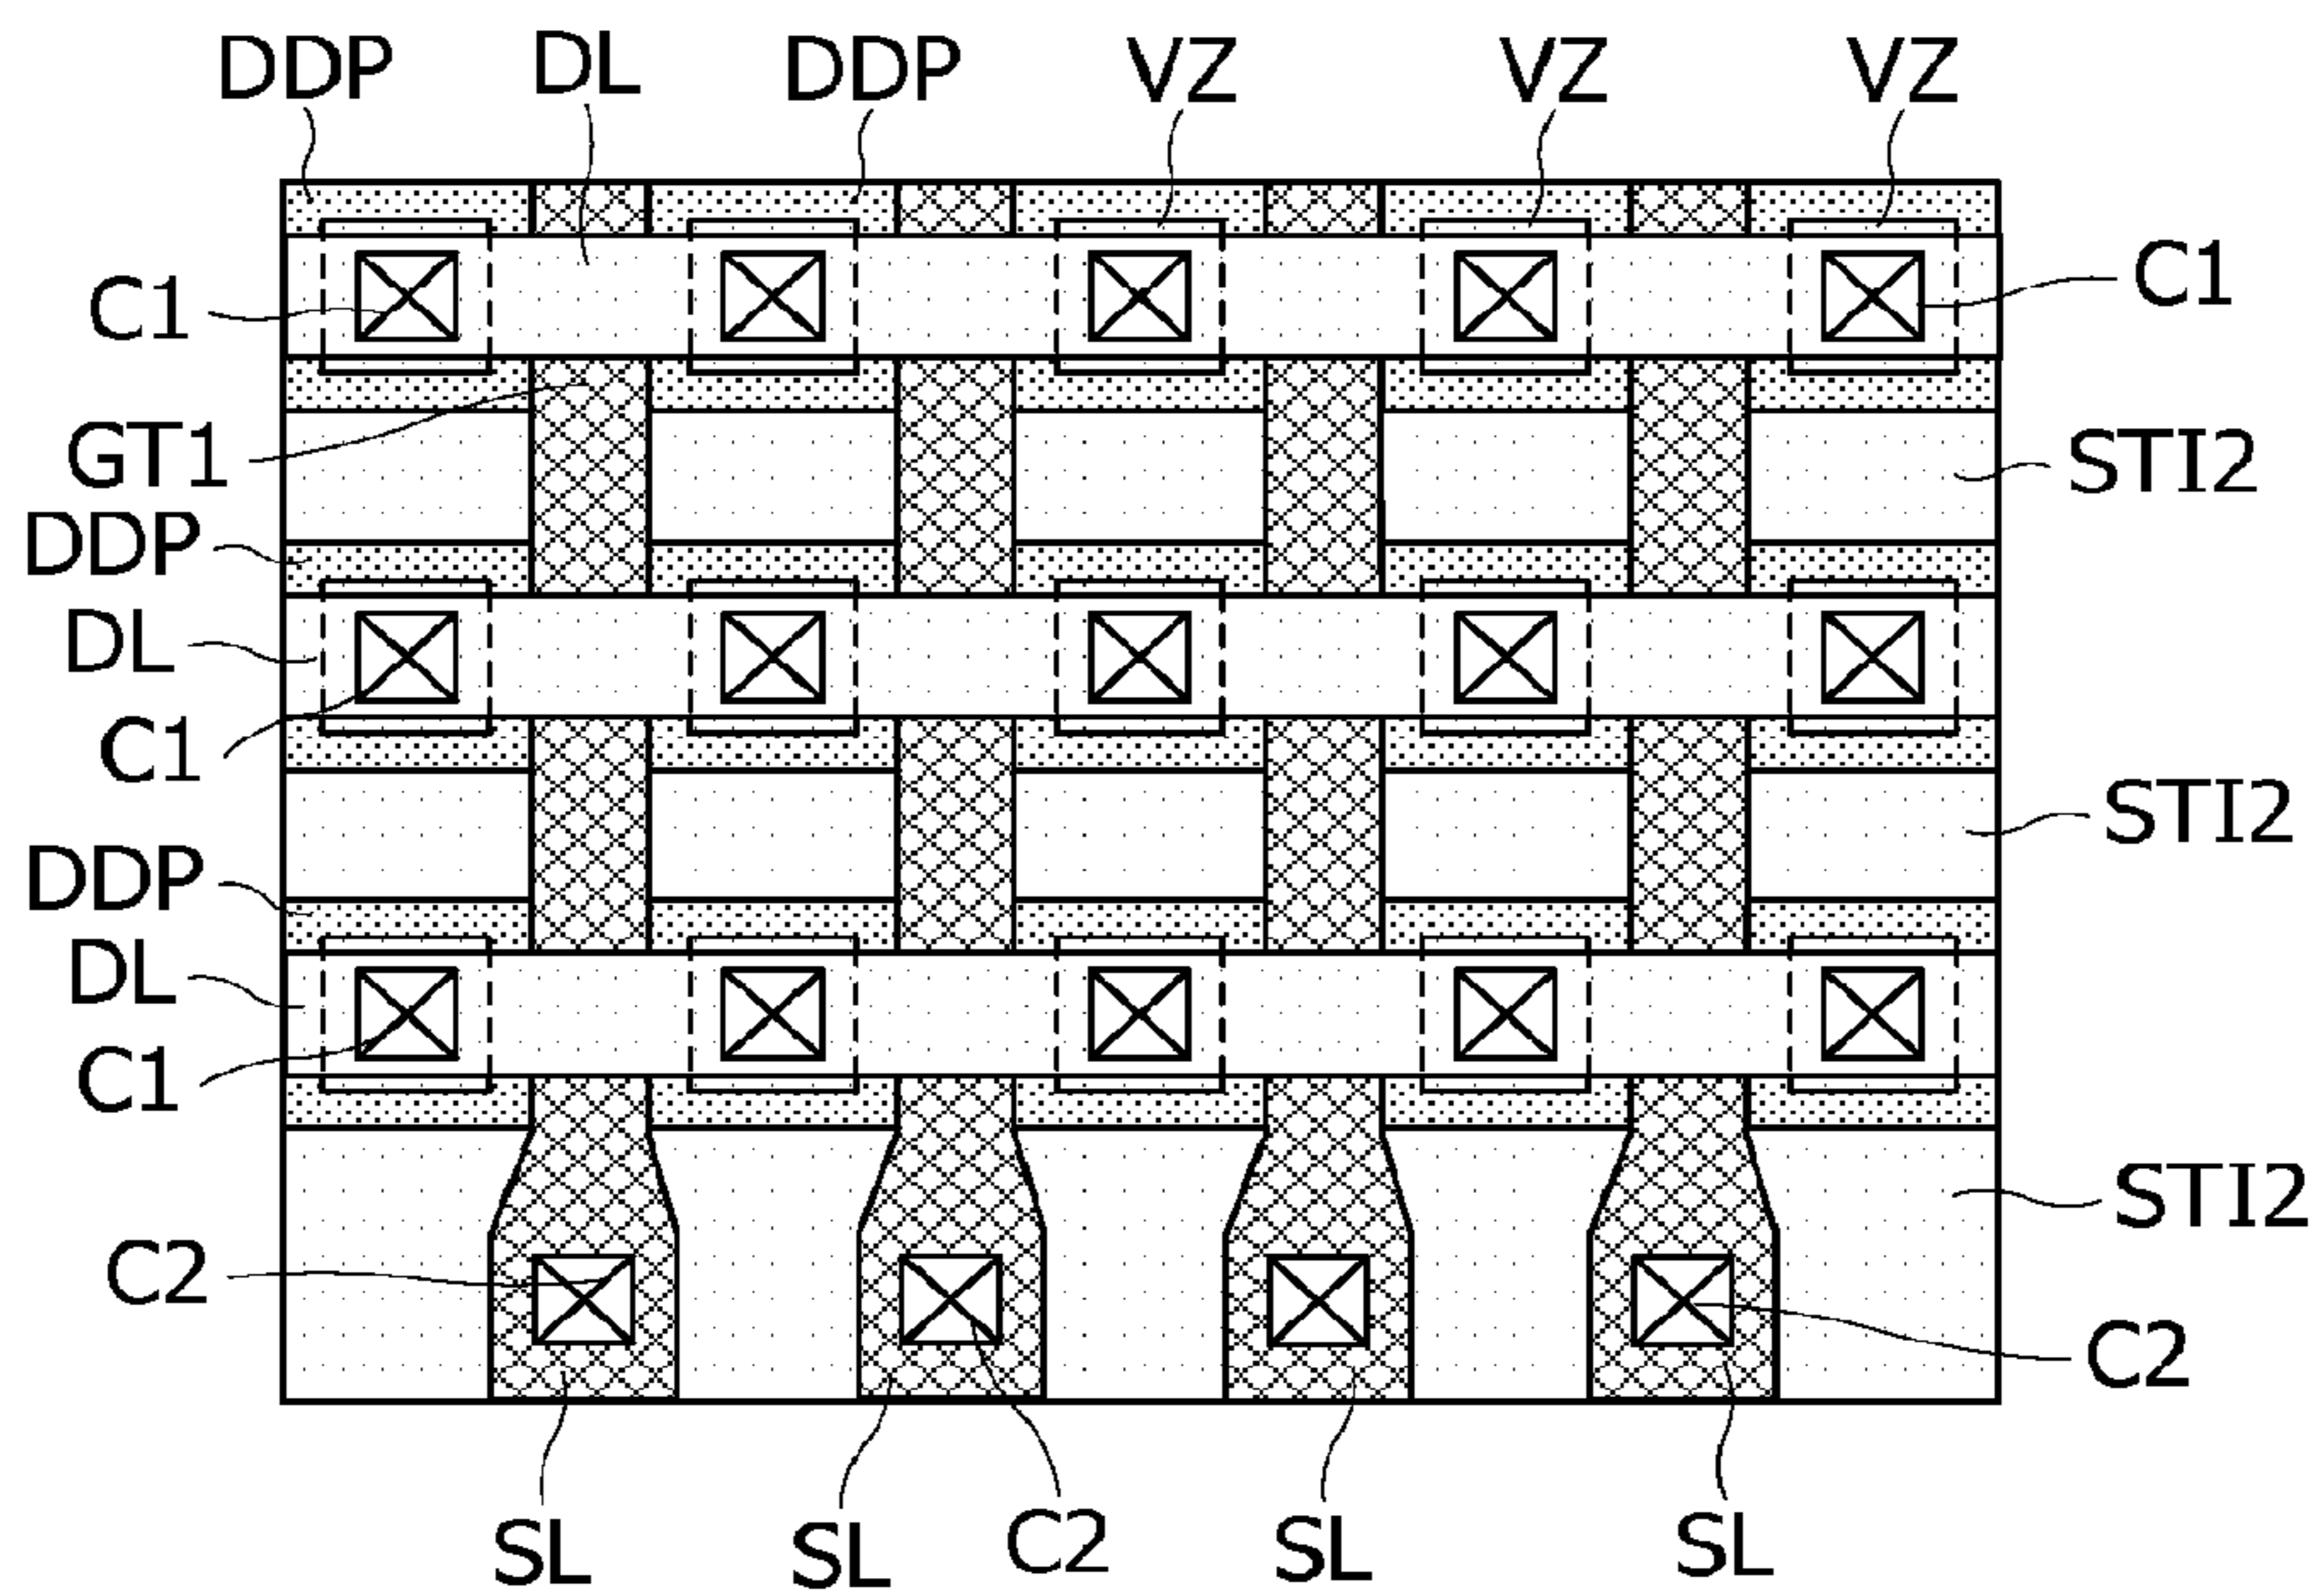 DDP DL DDP VZ VZ VZ
C1 C1
GT1 STI2
DDP
DL
C1 STI2
DDP
DL
C1
STI2
C2
C2
SL SL C2 SL SL